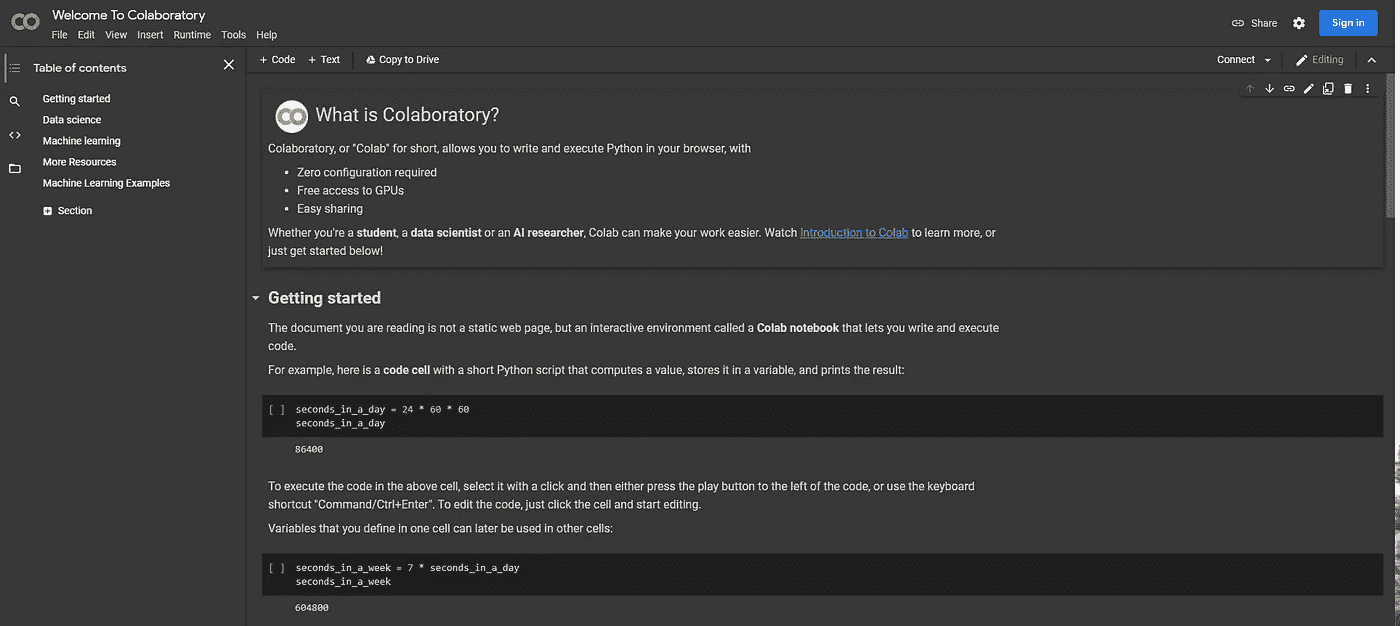 Welcome To Colaboratory
File Edit View Insert Runtime Tools Help
Share
Sign in
Table of contents
Getting started
Data science
Machine learning
More Resources
Machine Learning Examples
Section
+ Code + Text Copy to Drive
Connect
Editing
What is Colaboratory?
Colaboratory, or "Colab" for short, allows you to write and execute Python in your browser, with
• Zero configuration required
• Free access to GPUs
• Easy sharing
Whether you're a student, a data scientist or an AI researcher, Colab can make your work easier. Watch Introduction to Colab to learn more, or
just get started below!
Getting started
The document you are reading is not a static web page, but an interactive environment called a Colab notebook that lets you write and execute
code.
For example, here is a code cell with a short Python script that computes a value, stores it in a variable, and prints the result:
[ ] seconds_in_a_day = 24 * 60 * 60
seconds_in_a_day
86400
To execute the code in the above cell, select it with a click and then either press the play button to the left of the code, or use the keyboard
shortcut "Command/Ctrl+Enter". To edit the code, just click the cell and start editing.
Variables that you define in one cell can later be used in other cells:
[ ] seconds_in_a_week = 7 * seconds_in_a_day
seconds_in_a_week
604800